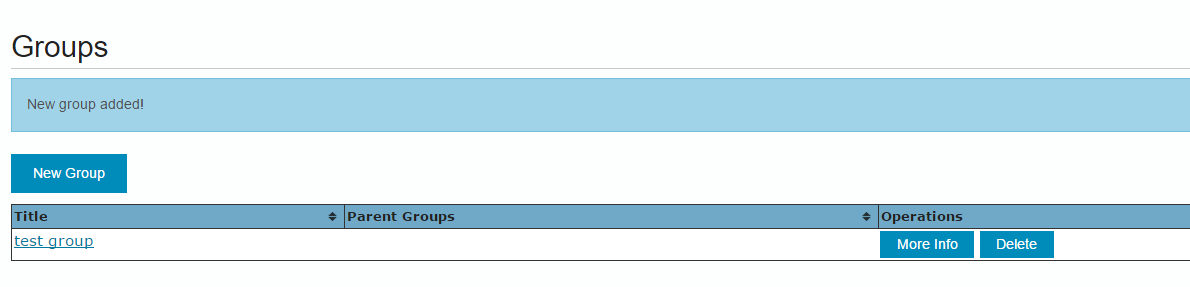 Groups
New group added!
New Group
Title Parent Groups Operations
test group More Info Delete